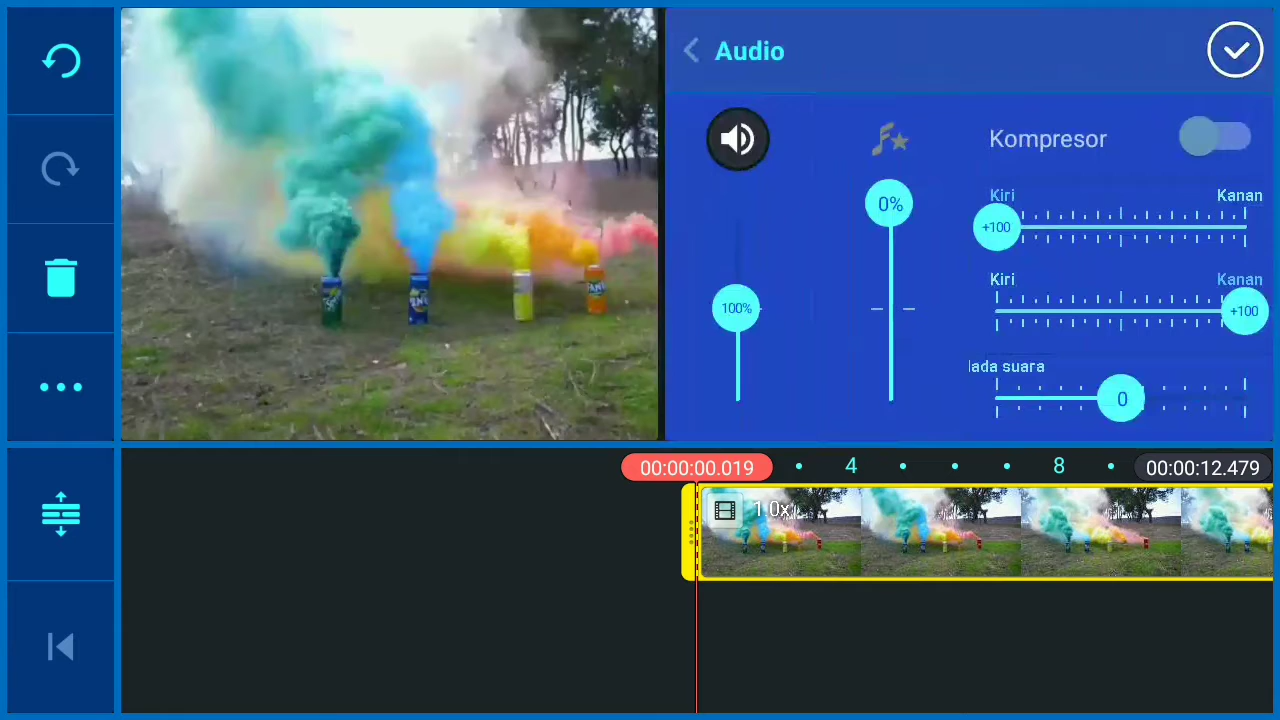 Audio
Kompresor
Kiri Kanan
+100
0%
Kiri Kanan
+100
100%
lada suara
0
00:00:00.019
4
8
00:00:12.479
1.0x